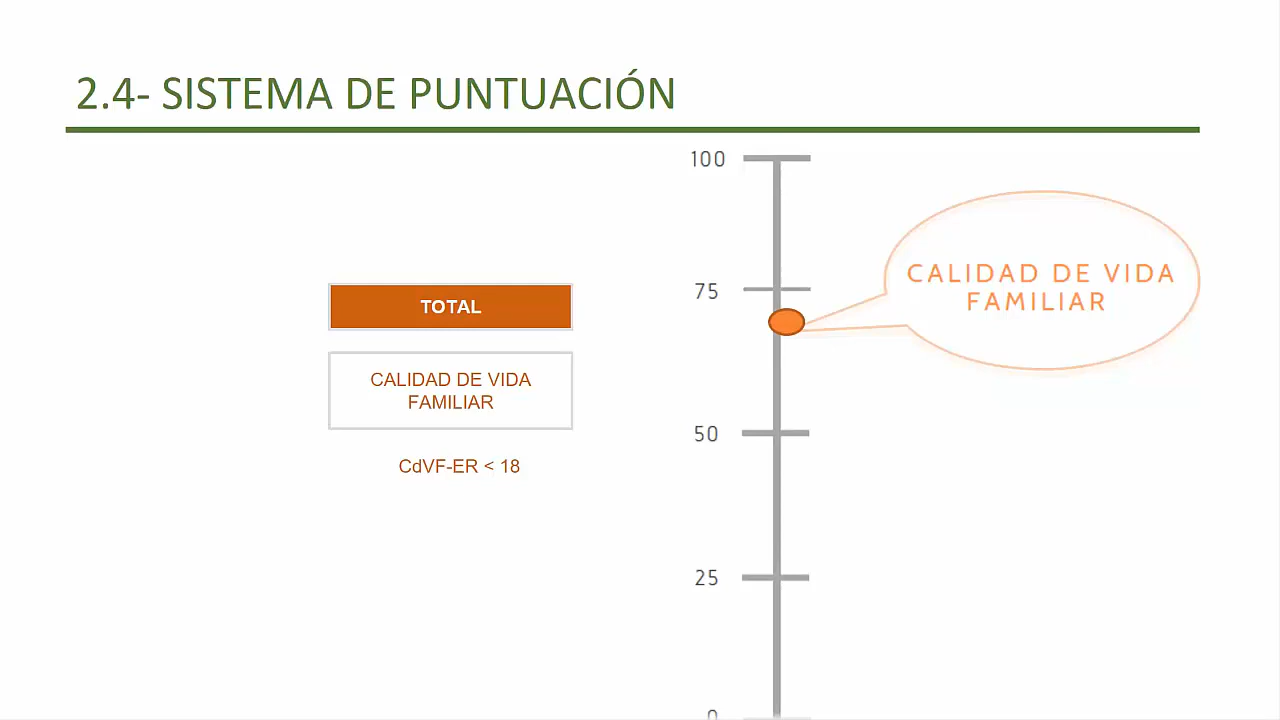 2.4- SISTEMA DE PUNTUACIÓN
100
75
50
25
0
TOTAL
CALIDAD DE VIDA
FAMILIAR
CdVF-ER < 18
CALIDAD DE VIDA
FAMILIAR